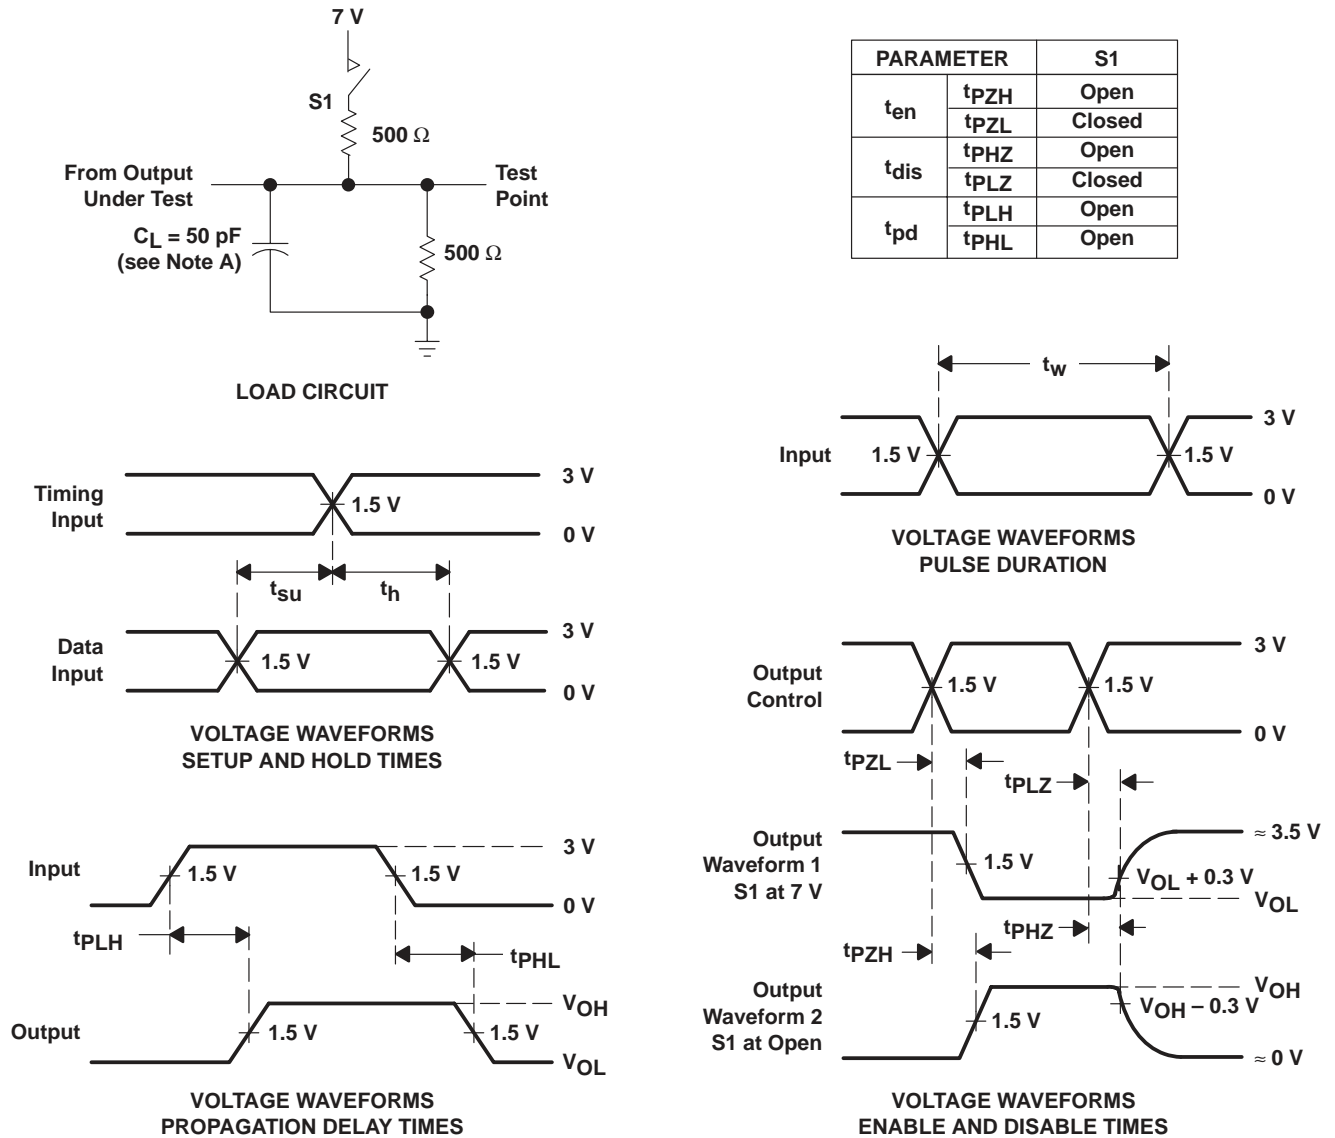 7 V
S1
500 Ω
From Output
Under Test
Test
Point
CL = 50 pF
(see Note A)
500 Ω
LOAD CIRCUIT
PARAMETER S1
ten tPZH Open
tPZL Closed
tdis tPHZ Open
tPLZ Closed
tpd tPLH Open
tPHL Open
tw
3 V
Input 1.5 V 1.5 V
0 V
VOLTAGE WAVEFORMS
PULSE DURATION
3 V
Timing
Input
1.5 V
0 V
tsu th
3 V
Data
Input
1.5 V 1.5 V
0 V
VOLTAGE WAVEFORMS
SETUP AND HOLD TIMES
3 V
Input 1.5 V 1.5 V
0 V
tPLH tPHL
VOH
Output 1.5 V 1.5 V
VOL
VOLTAGE WAVEFORMS
PROPAGATION DELAY TIMES
3 V
Output
Control
1.5 V 1.5 V
0 V
tPZL
tPLZ
Output
Waveform 1
S1 at 7 V
≈ 3.5 V
1.5 V
VOL + 0.3 V
VOL
tPHZ
tPZH
Output
Waveform 2
S1 at Open
VOH
VOH – 0.3 V
1.5 V
≈ 0 V
VOLTAGE WAVEFORMS
ENABLE AND DISABLE TIMES